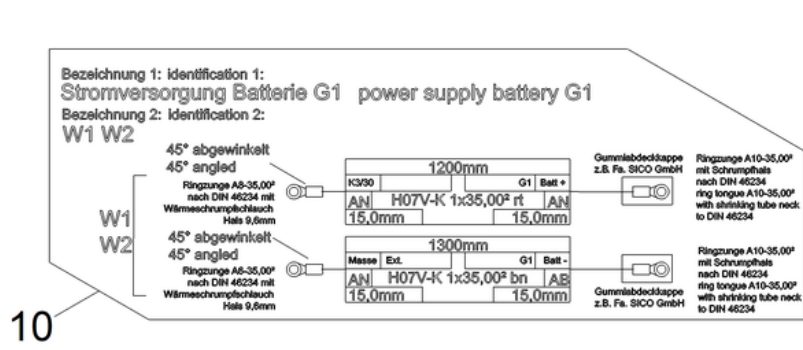 Bezeichnung 1: identification 1:
Stromversorgung Batterie G1 power supply battery G1
Bezeichnung 2: identification 2:
W1 W2
45° abgewinkelt
45° angled
Ringzunge A8-35,00²
nach DIN 46234 mit
Wärmeschrumpfschlauch
Hals 9,6mm
1200mm
K3/30 G1 Batt +
AN H07V-K 1x35,00² rt AN
15,0mm 15,0mm
Gummiabdeckkappe
z.B. Fa. SICO GmbH
Ringzunge A10-35,00²
mit Schrumpfhals
nach DIN 46234
ring tongue A10-35,00²
with shrinking tube neck
to DIN 46234
W1
W2
45° abgewinkelt
45° angled
Ringzunge A8-35,00²
nach DIN 46234 mit
Wärmeschrumpfschlauch
Hals 9,6mm
1300mm
Masse Ext. G1 Batt -
AN H07V-K 1x35,00² bn AB
15,0mm 15,0mm
Gummiabdeckkappe
z.B. Fa. SICO GmbH
Ringzunge A10-35,00²
mit Schrumpfhals
nach DIN 46234
ring tongue A10-35,00²
with shrinking tube neck
to DIN 46234
10